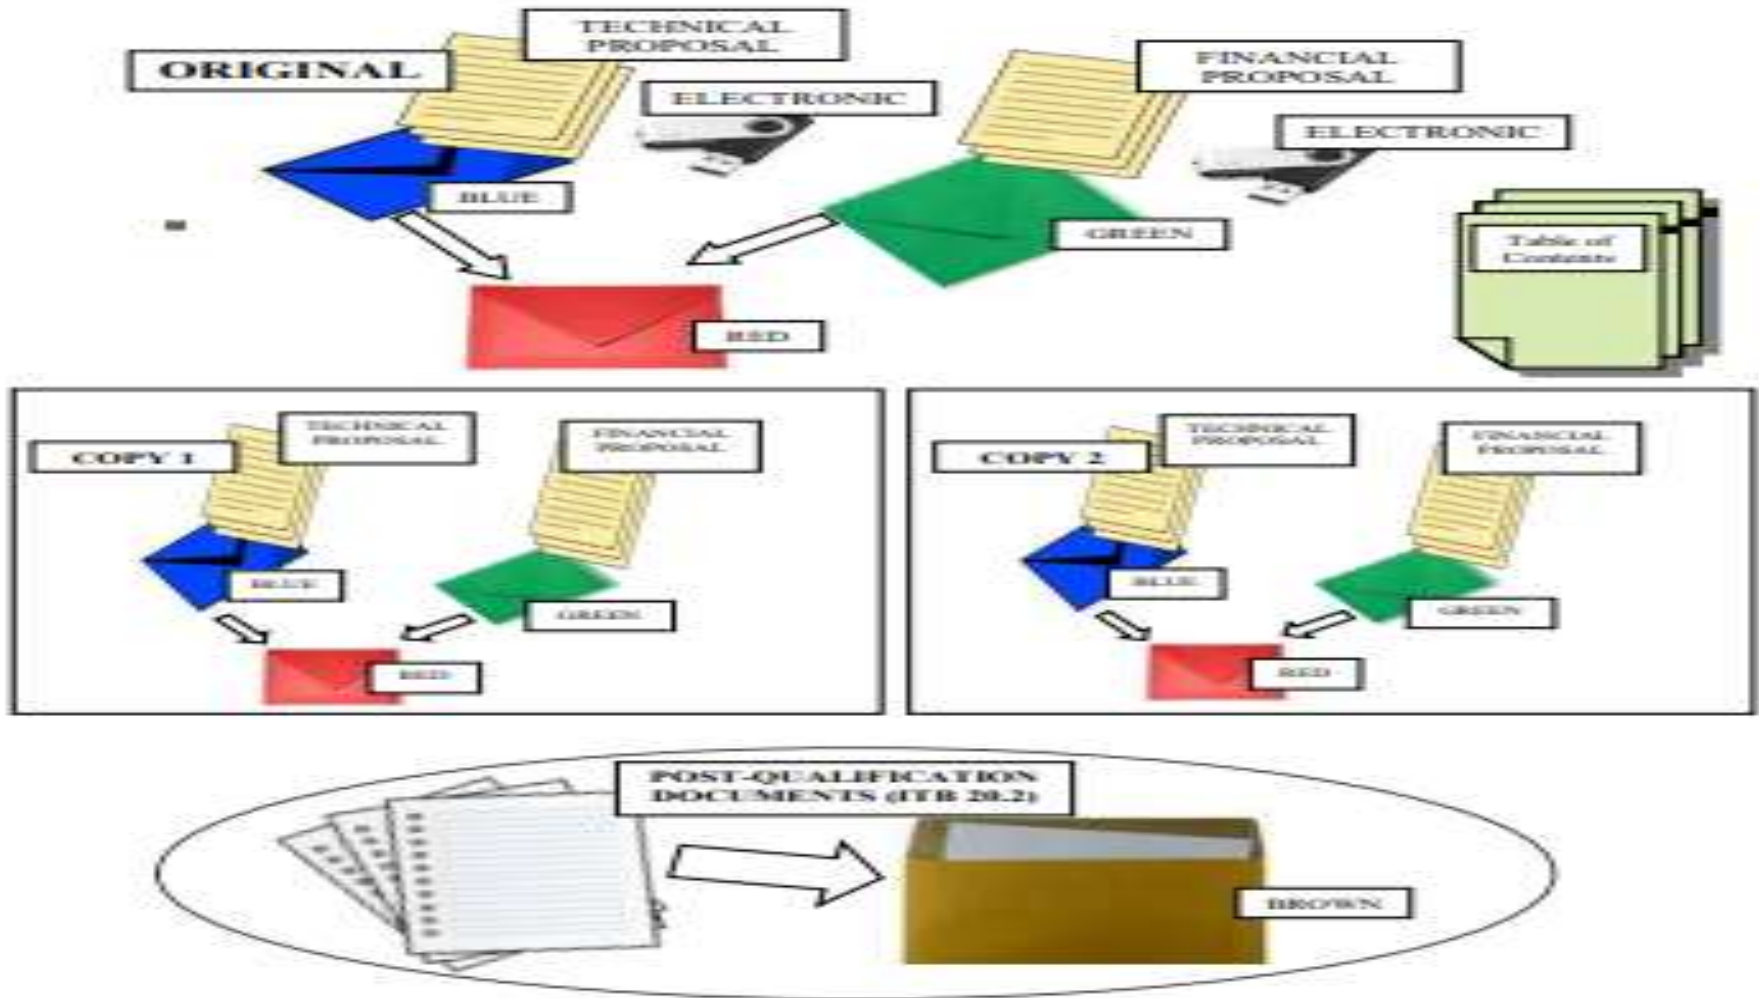 ORIGINAL
TECHNICAL
PROPOSAL
ELECTRONIC
BLUE
FINANCIAL
PROPOSAL
ELECTRONIC
GREEN
RED
Table of
Contents
COPY 1
TECHNICAL
PROPOSAL
FINANCIAL
PROPOSAL
BLUE
GREEN
RED
COPY 2
TECHNICAL
PROPOSAL
FINANCIAL
PROPOSAL
BLUE
GREEN
RED
POST-QUALIFICATION
DOCUMENTS (ITB 20.2)
BROWN